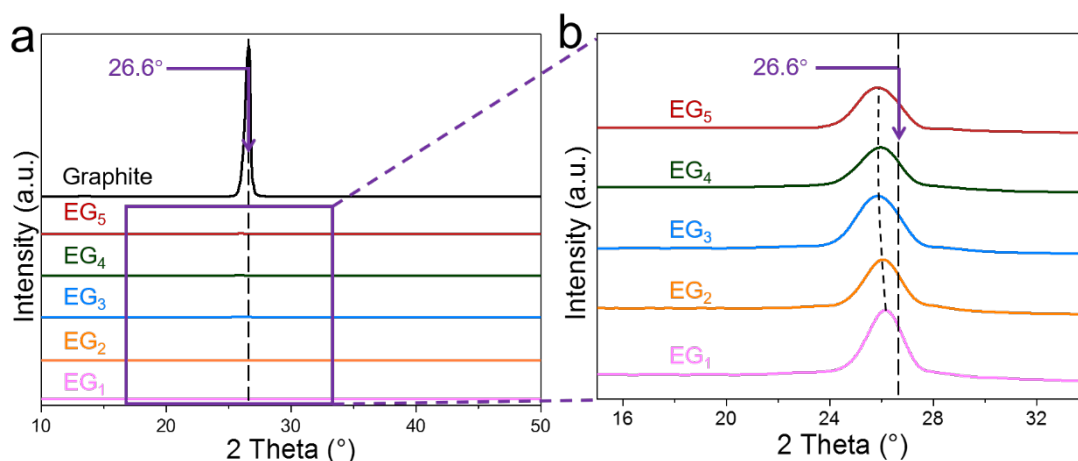 a
26.6°
Graphite
EG₅
EG₄
EG₃
EG₂
EG₁
Intensity (a.u.)
10 20 30 40 50
2 Theta (°)
b
26.6°
EG₅
EG₄
EG₃
EG₂
EG₁
Intensity (a.u.)
16 20 24 28 32
2 Theta (°)